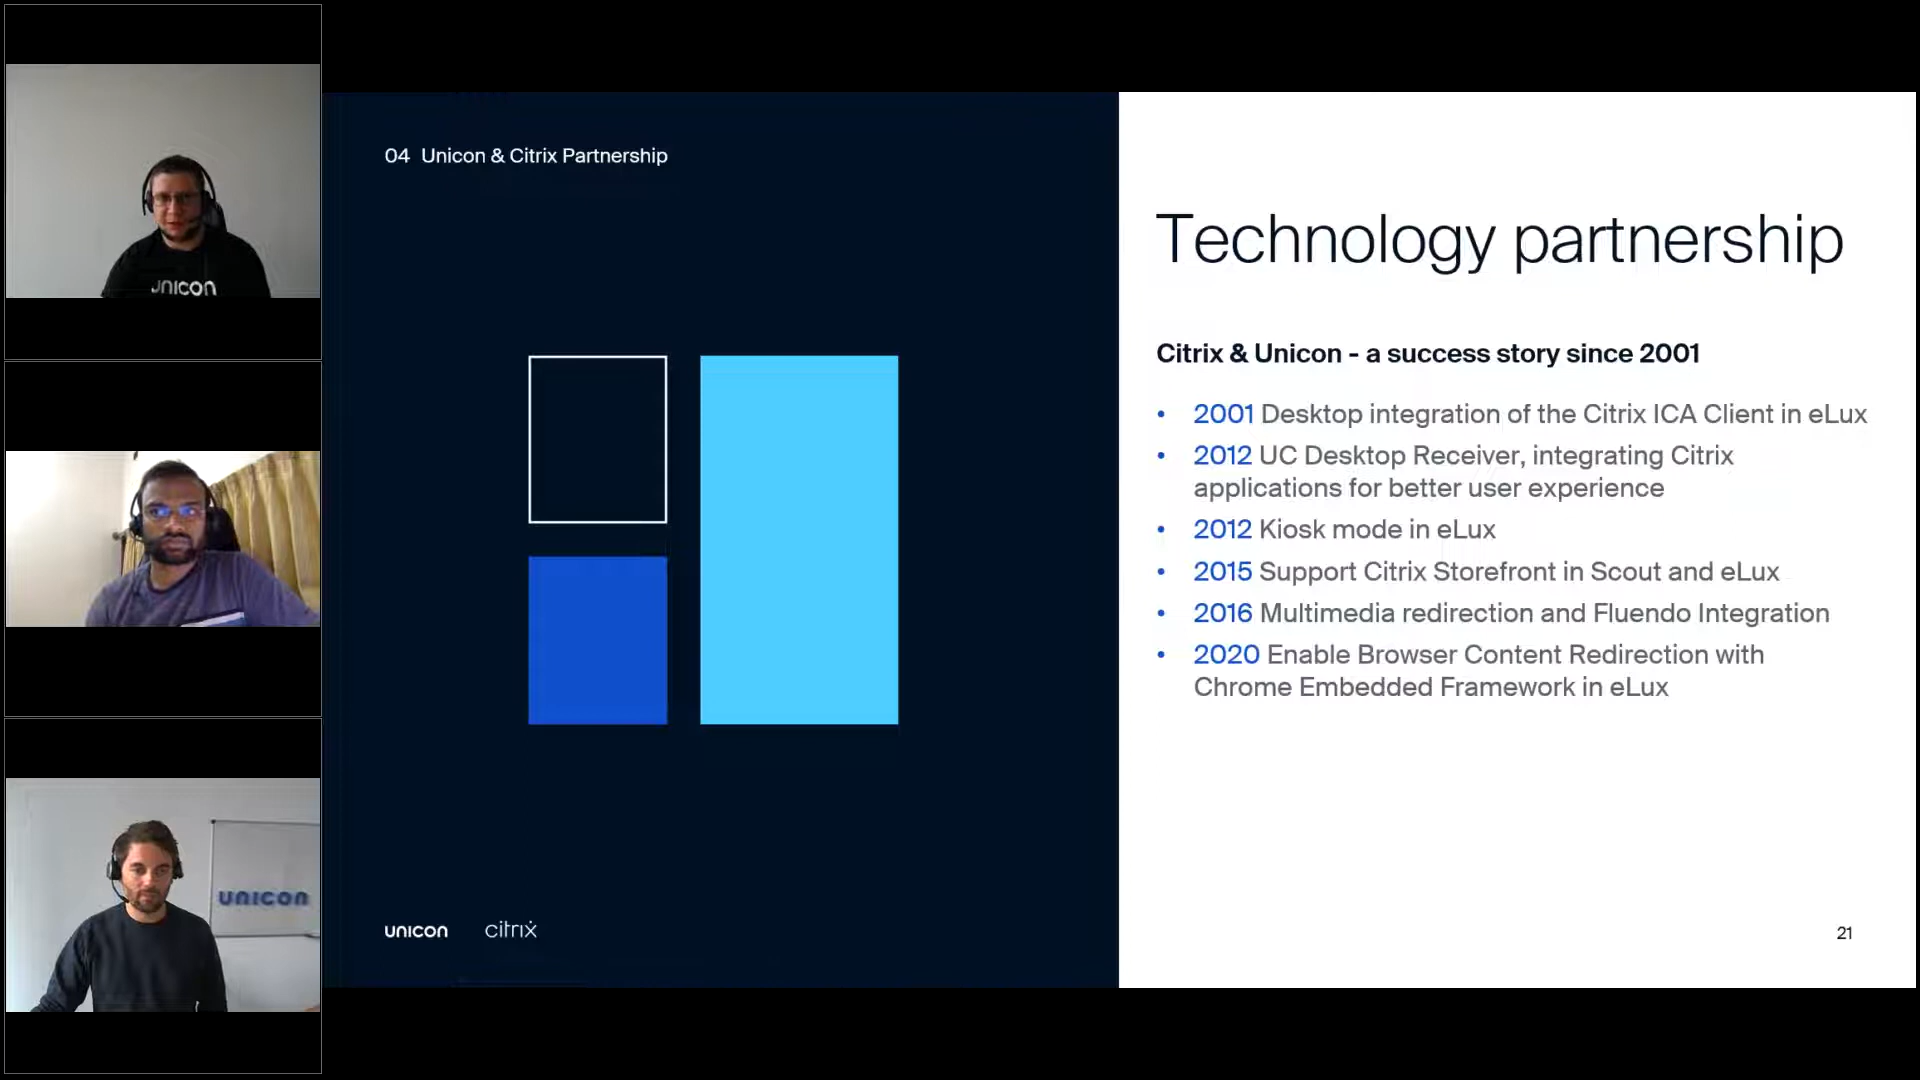 UNICON
UNICON
04 Unicon & Citrix Partnership
unicon
citrix
Technology partnership
Citrix & Unicon - a success story since 2001
• 2001 Desktop integration of the Citrix ICA Client in eLux
• 2012 UC Desktop Receiver, integrating Citrix
applications for better user experience
• 2012 Kiosk mode in eLux
• 2015 Support Citrix Storefront in Scout and eLux
• 2016 Multimedia redirection and Fluendo Integration
• 2020 Enable Browser Content Redirection with
Chrome Embedded Framework in eLux
21